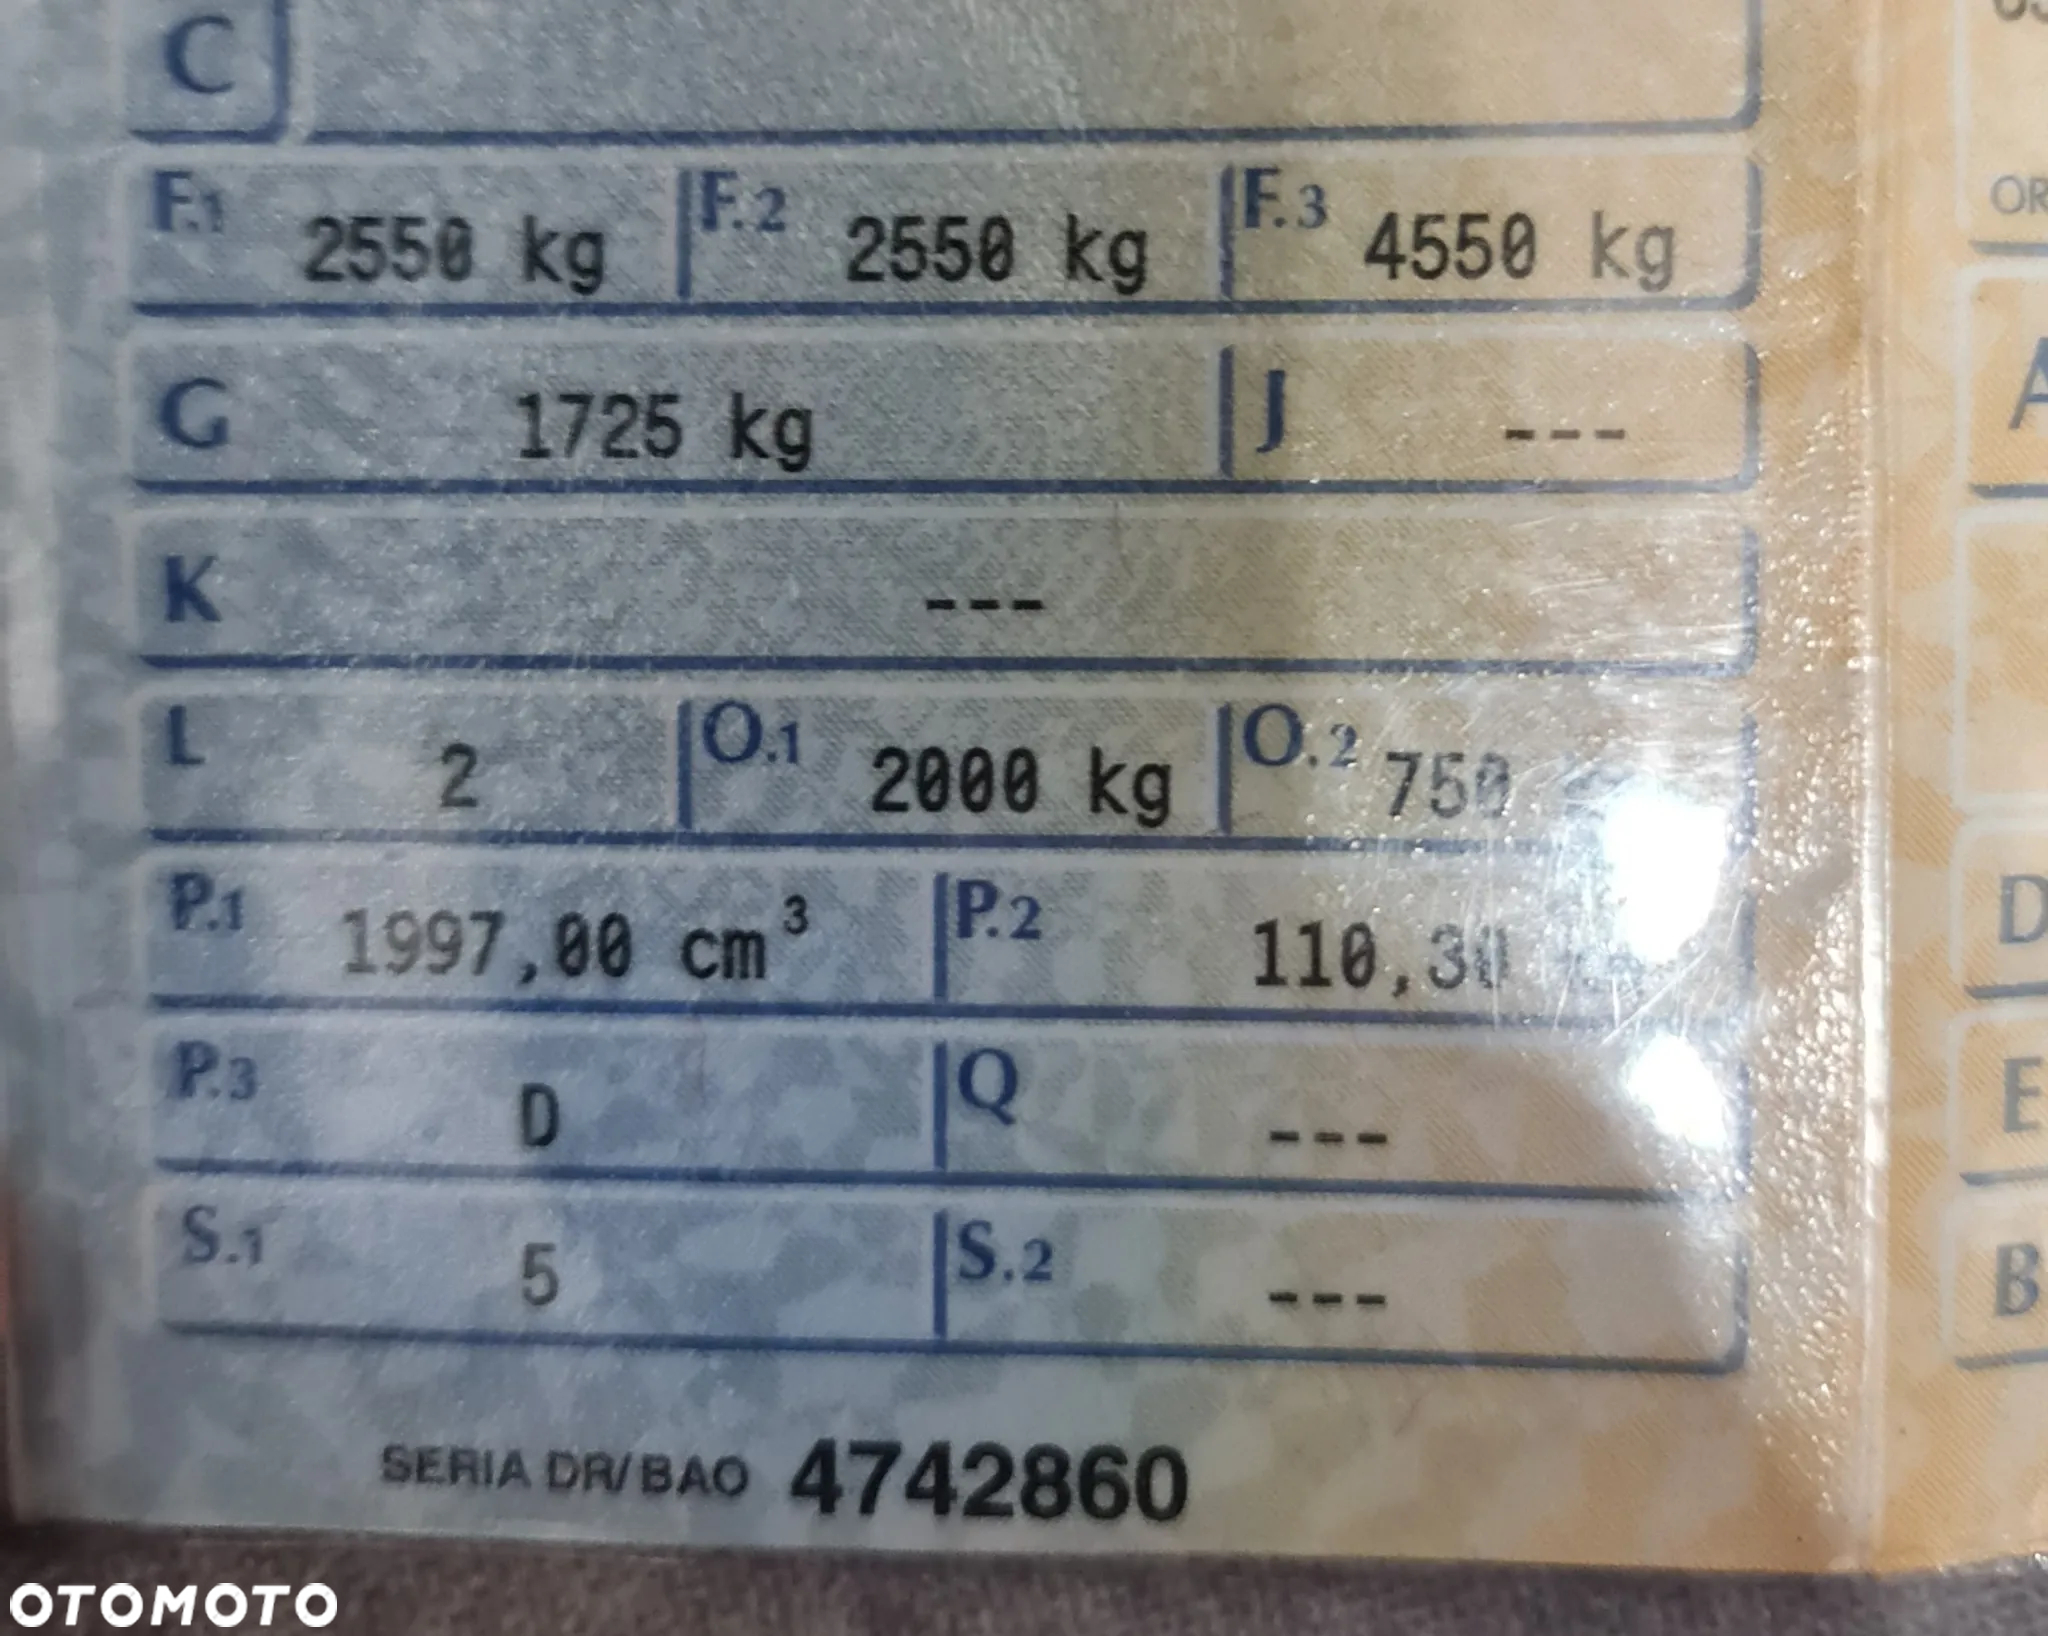 C
F.1 2550 kg F.2 2550 kg F.3 4550 kg
OR
G 1725 kg J ---
A
K ---
L 2 O.1 2000 kg O.2 750
P.1 1997,00 cm³ P.2 110,30
D
P.3 D Q ---
E
S.1 5 S.2 ---
B
SERIA DR/BAO 4742860
OTOMOTO